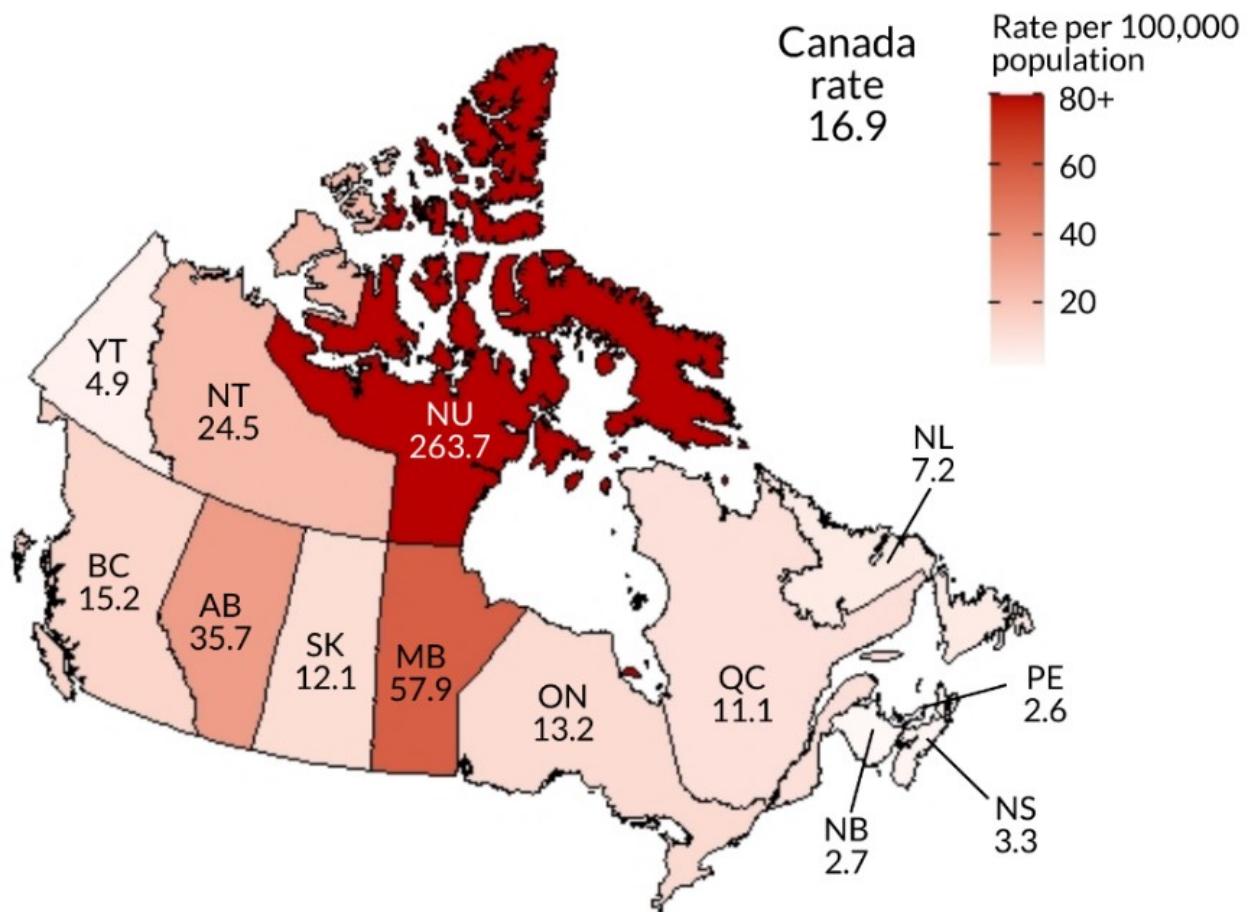 Canada
rate
16.9
Rate per 100,000
population
80+
60
40
20
YT
4.9
NT
24.5
NU
263.7
NL
7.2
BC
15.2
AB
35.7
SK
12.1
MB
57.9
ON
13.2
QC
11.1
PE
2.6
NS
3.3
NB
2.7